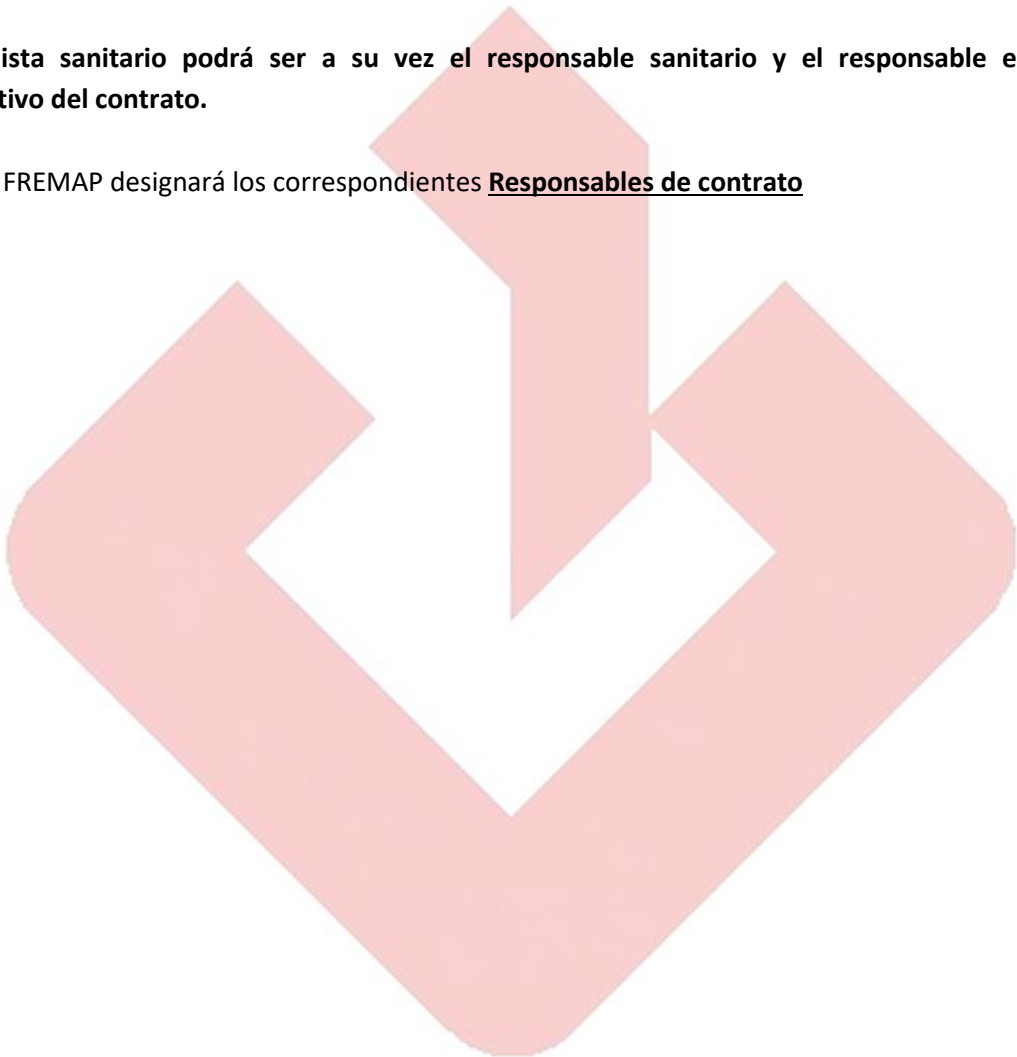 ista sanitario podrá ser a su vez el responsable sanitario y el responsable e
tivo del contrato.
FREMAP designará los correspondientes Responsables de contrato